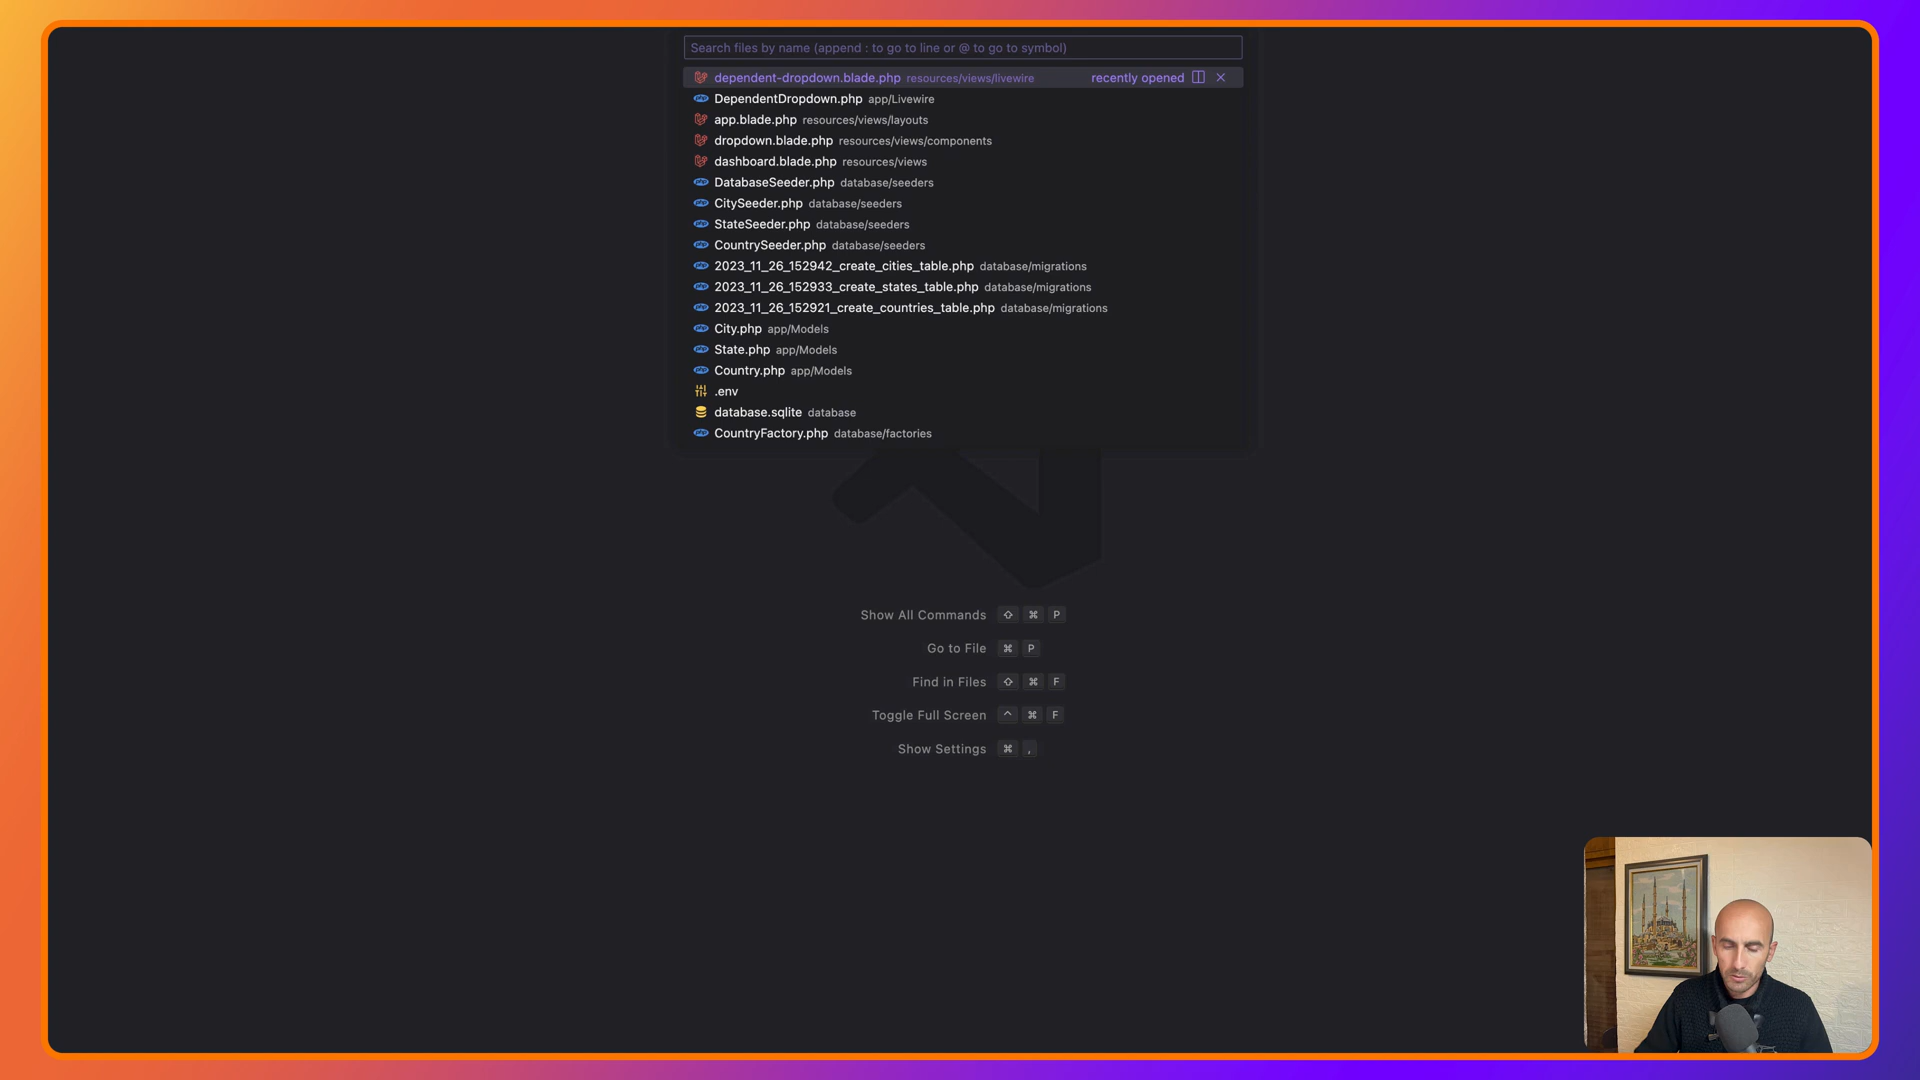 Search files by name (append : to go to line or @ to go to symbol)
dependent-dropdown.blade.php resources/views/livewire recently opened
DependentDropdown.php app/Livewire
app.blade.php resources/views/layouts
dropdown.blade.php resources/views/components
dashboard.blade.php resources/views
DatabaseSeeder.php database/seeders
CitySeeder.php database/seeders
StateSeeder.php database/seeders
CountrySeeder.php database/seeders
2023_11_26_152942_create_cities_table.php database/migrations
2023_11_26_152933_create_states_table.php database/migrations
2023_11_26_152921_create_countries_table.php database/migrations
City.php app/Models
State.php app/Models
Country.php app/Models
.env
database.sqlite database
CountryFactory.php database/factories
Show All Commands ⇧ ⌘ P
Go to File ⌘ P
Find in Files ⇧ ⌘ F
Toggle Full Screen ^ ⌘ F
Show Settings ⌘ ,